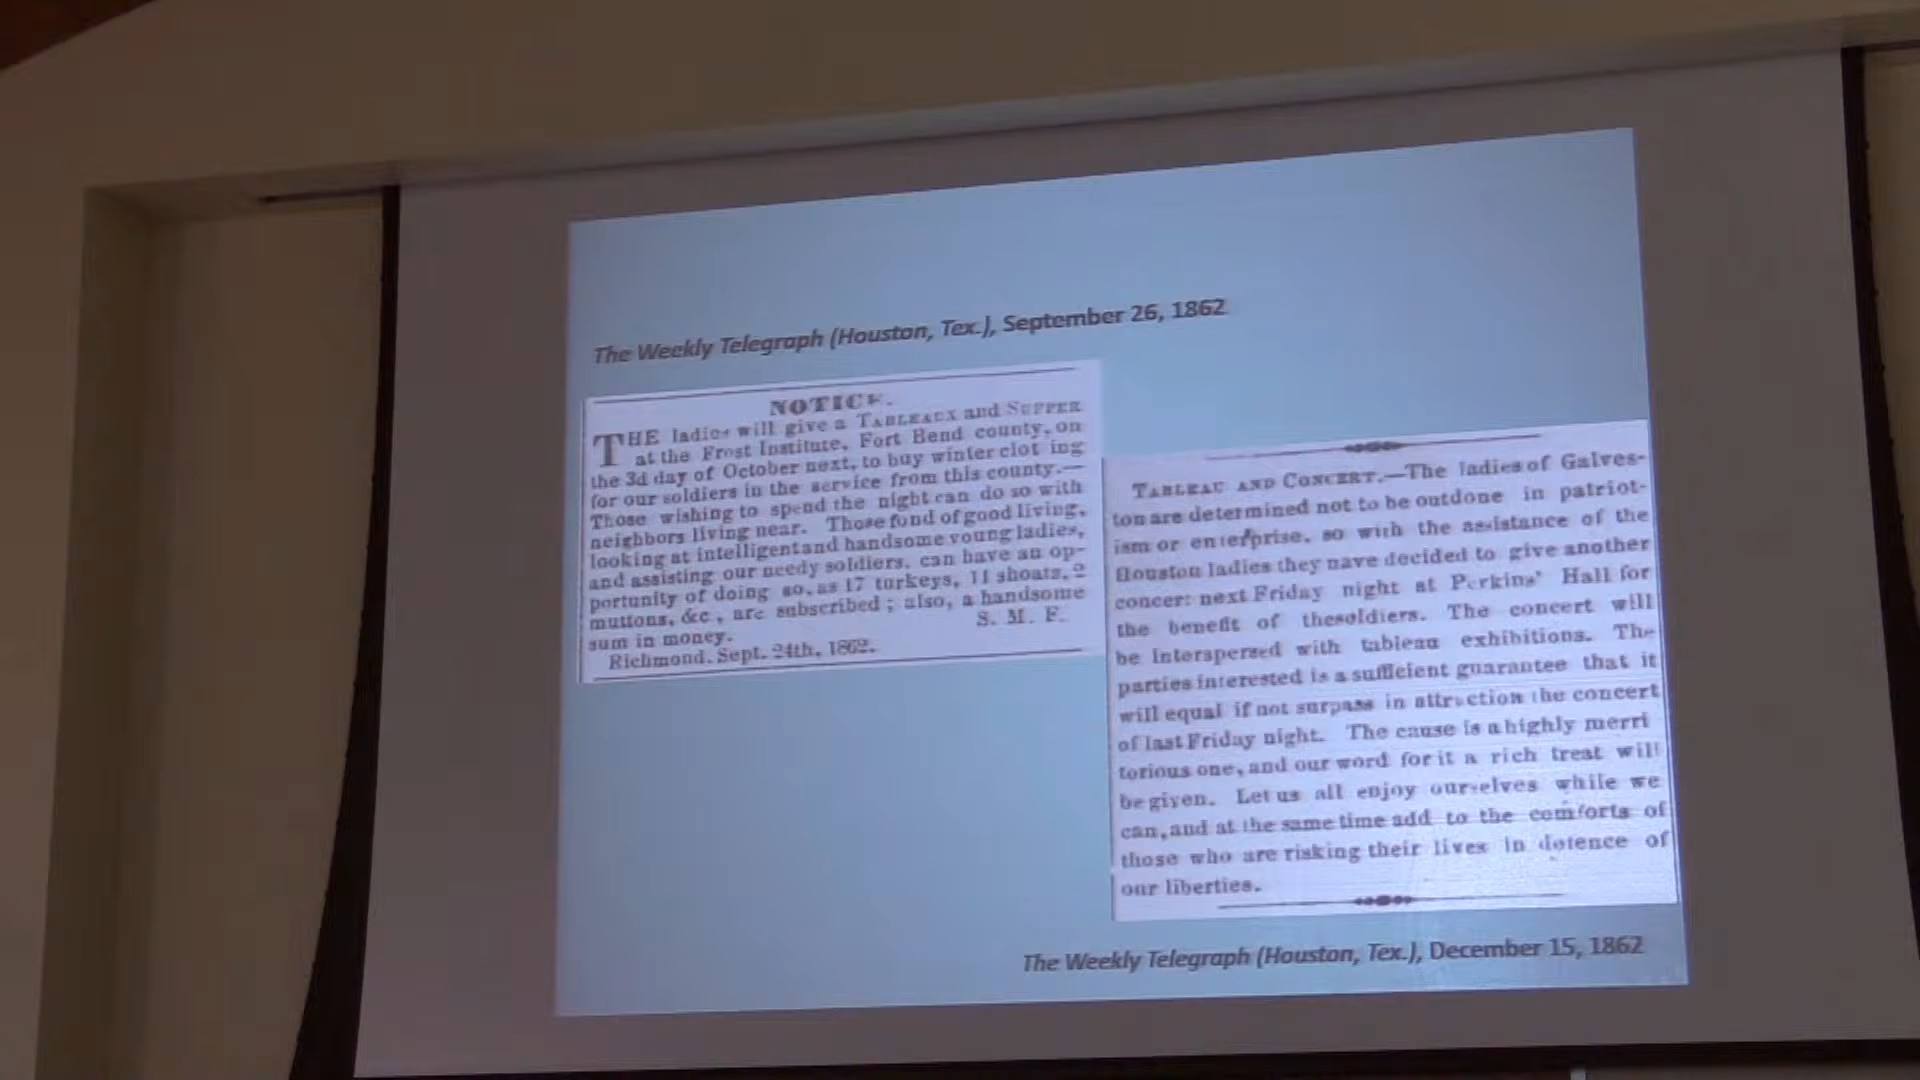 The Weekly Telegraph (Houston, Tex.), September 26, 1862
NOTICE.
THE ladies will give a TABLEAUX and SUPPER
at the Frost Institute, Fort Bend county, on
the 3d day of October next, to buy winter clot ing
for our soldiers in the service from this county.—
Those wishing to spend the night can do so with
neighbors living near. Those fond of good living,
looking at intelligent and handsome young ladies,
and assisting our needy soldiers, can have an op-
portunity of doing so, as 17 turkeys, 11 shoats, 2
muttons, &c., are subscribed; also, a handsome
sum in money. S. M. F.
Richmond, Sept. 24th, 1862.
TABLEAU AND CONCERT.—The ladies of Galves-
ton are determined not to be outdone in patriot-
ism or enterprise, so with the assistance of the
Houston ladies they have decided to give another
concert next Friday night at Perkins' Hall for
the benefit of the soldiers. The concert will
be interspersed with tableau exhibitions. The
parties interested is a sufficient guarantee that it
will equal if not surpass in attraction the concert
of last Friday night. The cause is a highly merri
torious one, and our word for it a rich treat will
be given. Let us all enjoy ourselves while we
can, and at the same time add to the comforts of
those who are risking their lives in defence of
our liberties.
The Weekly Telegraph (Houston, Tex.), December 15, 1862